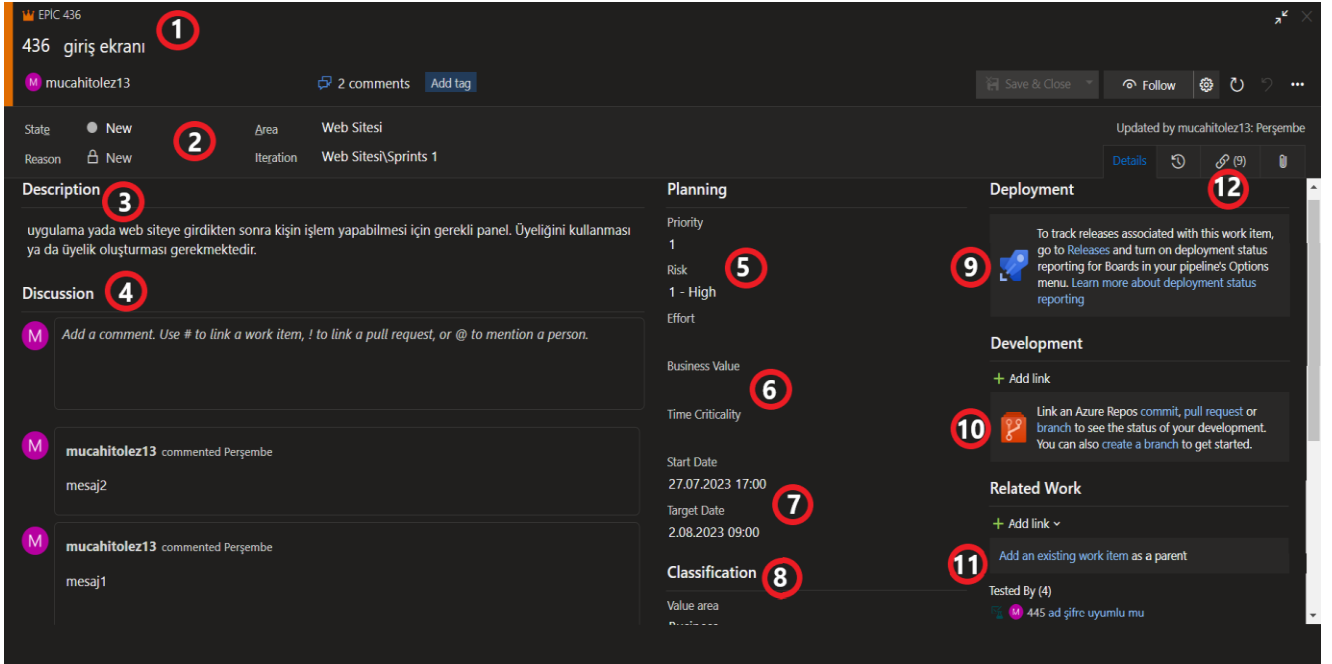 EPİC 436
1
436 giriş ekranı
M mucahitolez13
2 comments
Add tag
Save & Close
Follow
State
New
2
Area
Web Sitesi
Updated by mucahitolez13: Perşembe
Reason
New
Iteration
Web Sitesi\Sprints 1
Details
(9)
12
Description
3
uygulama yada web siteye girdikten sonra kişin işlem yapabilmesi için gerekli panel. Üyeliğini kullanması
ya da üyelik oluşturması gerekmektedir.
Discussion
4
M
Add a comment. Use # to link a work item, ! to link a pull request, or @ to mention a person.
M
mucahitolez13 commented Perşembe
mesaj2
M
mucahitolez13 commented Perşembe
mesaj1
Planning
Priority
1
5
Risk
1 - High
Effort
Business Value
6
Time Criticality
Start Date
27.07.2023 17:00
7
Target Date
2.08.2023 09:00
Classification
8
Value area
Business
Deployment
9
To track releases associated with this work item,
go to Releases and turn on deployment status
reporting for Boards in your pipeline's Options
menu. Learn more about deployment status
reporting
Development
+ Add link
10
Link an Azure Repos commit, pull request or
branch to see the status of your development.
You can also create a branch to get started.
Related Work
+ Add link
11
Add an existing work item as a parent
Tested By (4)
M 445 ad şifre uyumlu mu